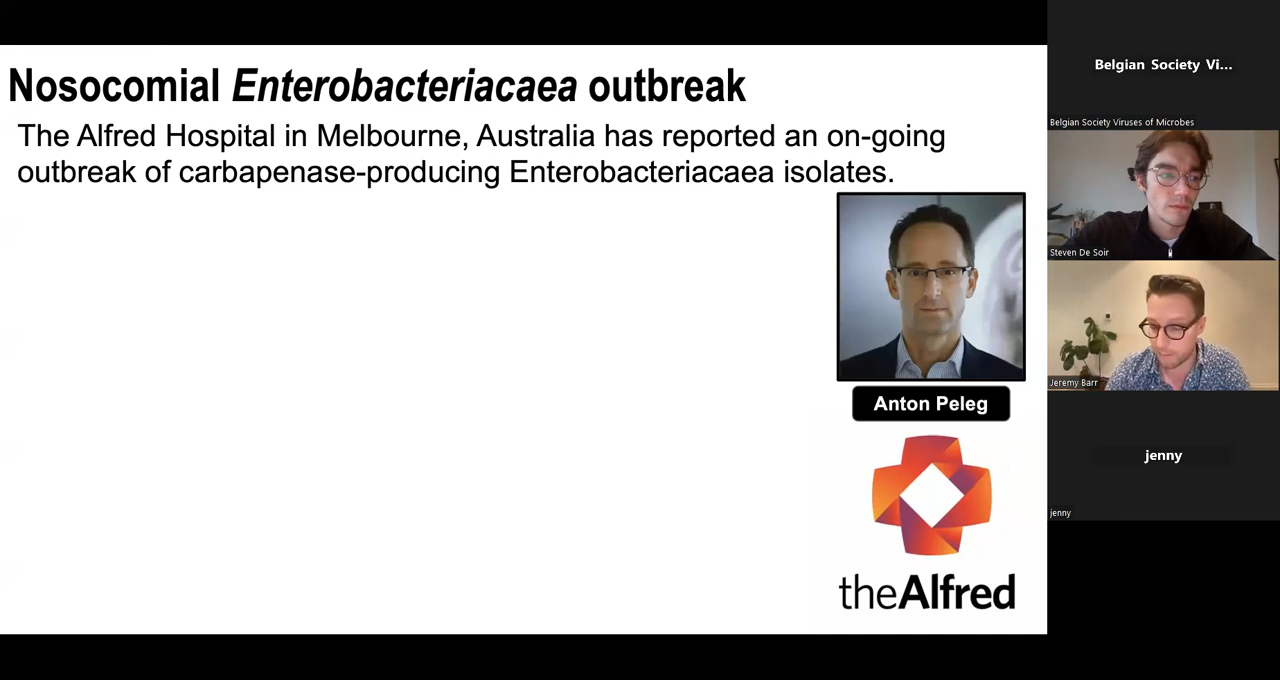 Nosocomial Enterobacteriacaea outbreak
The Alfred Hospital in Melbourne, Australia has reported an on-going
outbreak of carbapenase-producing Enterobacteriacaea isolates.
Anton Peleg
theAlfred
Belgian Society Vi...
Belgian Society Viruses of Microbes
Steven De Soir
Jeremy Barr
jenny
jenny